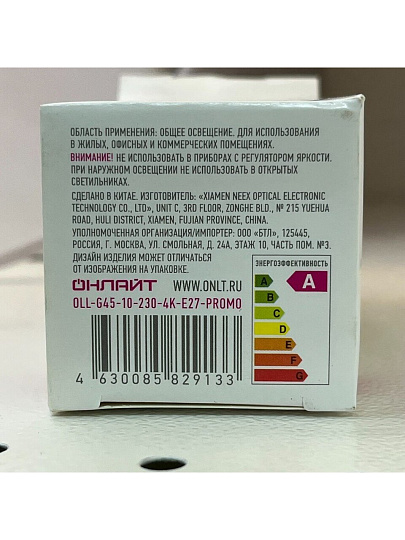 ОБЛАСТЬ ПРИМЕНЕНИЯ: ОБЩЕЕ ОСВЕЩЕНИЕ. ДЛЯ ИСПОЛЬЗОВАНИЯ
В ЖИЛЫХ, ОФИСНЫХ И КОММЕРЧЕСКИХ ПОМЕЩЕНИЯХ.
ВНИМАНИЕ! НЕ ИСПОЛЬЗОВАТЬ В ПРИБОРАХ С РЕГУЛЯТОРОМ ЯРКОСТИ.
ПРИ НАРУЖНОМ ОСВЕЩЕНИИ НЕ ИСПОЛЬЗОВАТЬ В ОТКРЫТЫХ
СВЕТИЛЬНИКАХ.
СДЕЛАНО В КИТАЕ. ИЗГОТОВИТЕЛЬ: «XIAMEN NEEX OPTICAL ELECTRONIC
TECHNOLOGY CO., LTD», UNIT C, 3RD FLOOR, ZONGHE BLD., № 215 YUEHUA
ROAD, HULI DISTRICT, XIAMEN, FUJIAN PROVINCE, CHINA.
УПОЛНОМОЧЕННАЯ ОРГАНИЗАЦИЯ/ИМПОРТЕР: ООО «БТЛ», 125445,
РОССИЯ, Г. МОСКВА, УЛ. СМОЛЬНАЯ, Д. 24А, ЭТАЖ 10, ЧАСТЬ ПОМ. №3.
ДИЗАЙН ИЗДЕЛИЯ МОЖЕТ ОТЛИЧАТЬСЯ
ОТ ИЗОБРАЖЕНИЯ НА УПАКОВКЕ.
ОНЛАЙТ WWW.ONLT.RU
OLL-G45-10-230-4K-E27-PROMO
4 630085 829133
ЭНЕРГОЭФФЕКТИВНОСТЬ
A A
B
C
D
E
F
G